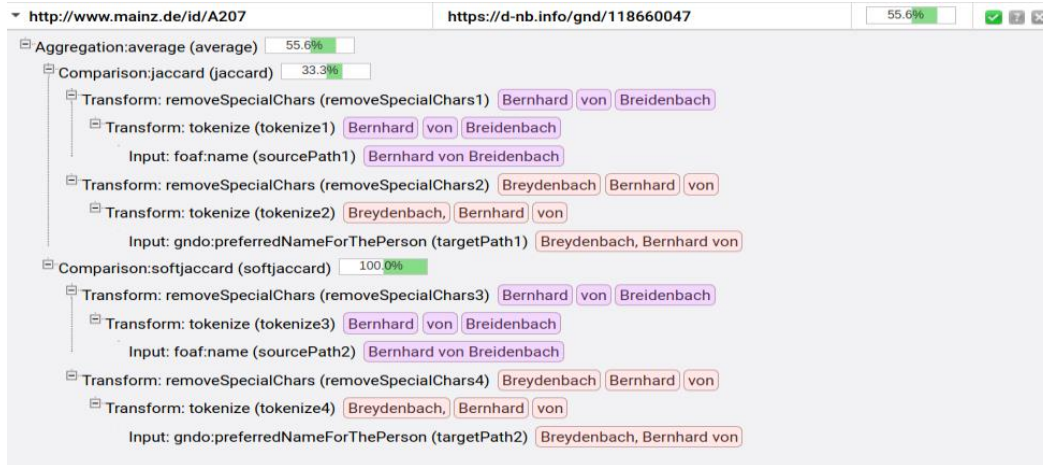 http://www.mainz.de/id/A207 https://d-nb.info/gnd/118660047 55.6%
Aggregation:average (average) 55.6%
Comparison:jaccard (jaccard) 33.3%
Transform: removeSpecialChars (removeSpecialChars1) Bernhard von Breidenbach
Transform: tokenize (tokenize1) Bernhard von Breidenbach
Input: foaf:name (sourcePath1) Bernhard von Breidenbach
Transform: removeSpecialChars (removeSpecialChars2) Breydenbach Bernhard von
Transform: tokenize (tokenize2) Breydenbach, Bernhard von
Input: gndo:preferredNameForThePerson (targetPath1) Breydenbach, Bernhard von
Comparison:softjaccard (softjaccard) 100.0%
Transform: removeSpecialChars (removeSpecialChars3) Bernhard von Breidenbach
Transform: tokenize (tokenize3) Bernhard von Breidenbach
Input: foaf:name (sourcePath2) Bernhard von Breidenbach
Transform: removeSpecialChars (removeSpecialChars4) Breydenbach Bernhard von
Transform: tokenize (tokenize4) Breydenbach, Bernhard von
Input: gndo:preferredNameForThePerson (targetPath2) Breydenbach, Bernhard von